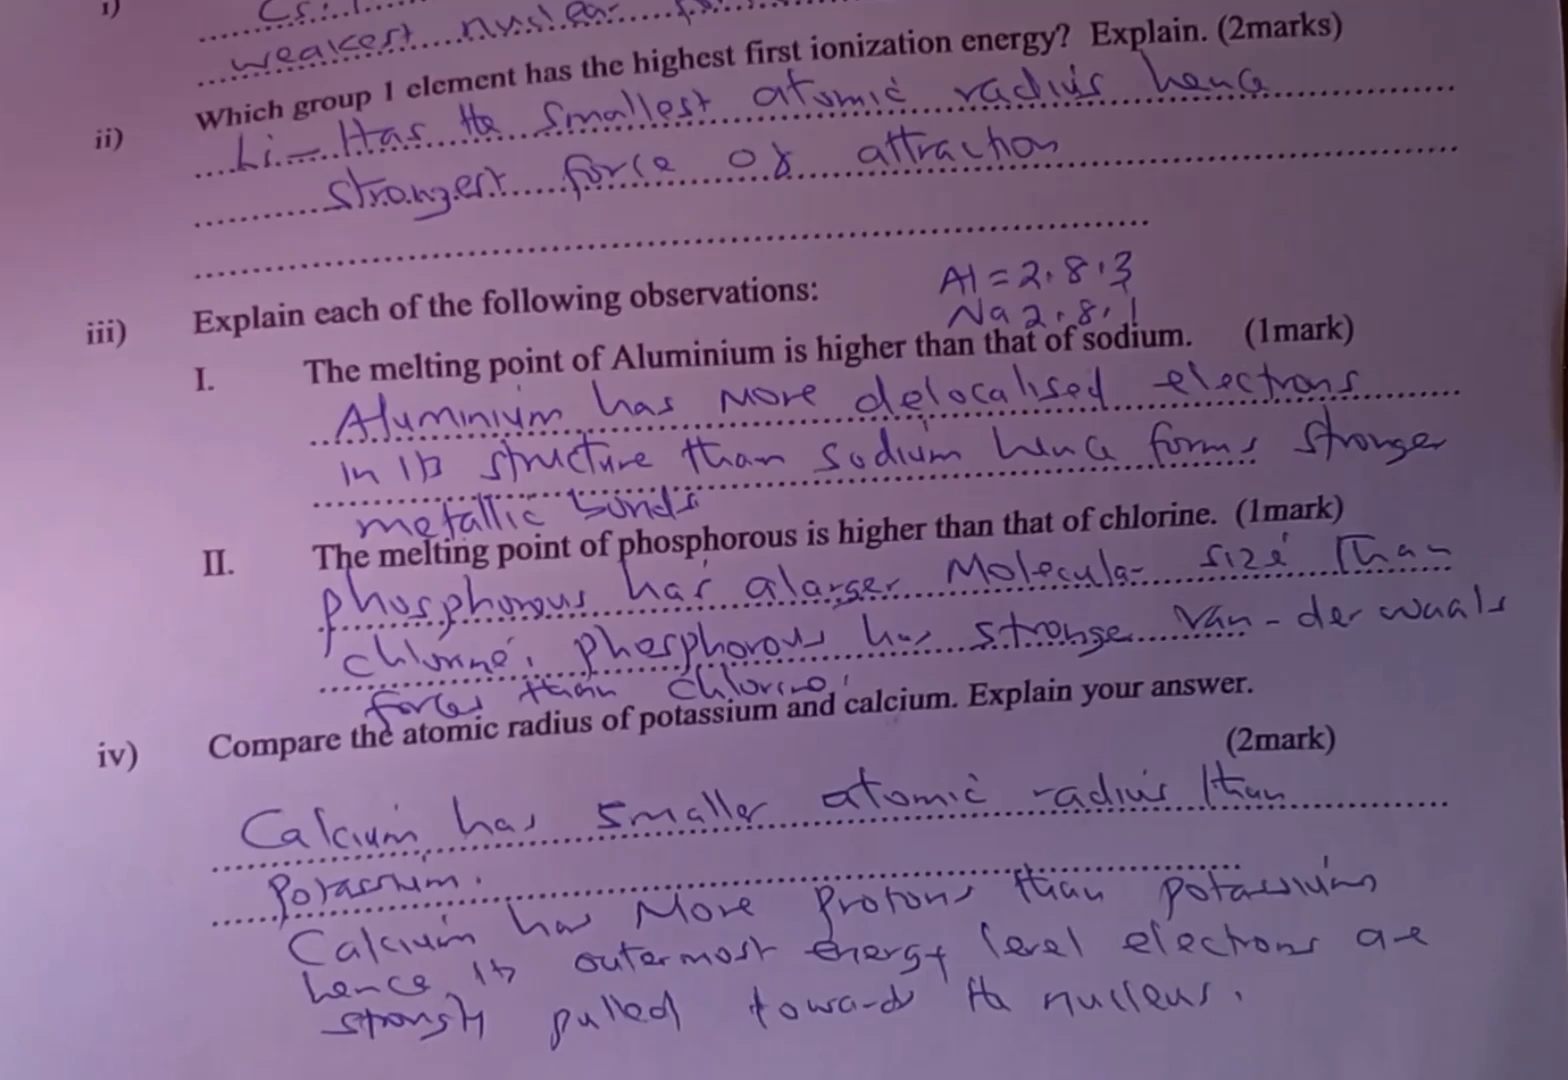 i)
weakest nuclear
ii) Which group 1 element has the highest first ionization energy? Explain. (2marks)
Li - Has the smallest atomic radius hence
strongest force of attraction
iii) Explain each of the following observations: Al = 2.8.3
Na 2.8.1
I. The melting point of Aluminium is higher than that of sodium. (1mark)
Aluminium has more delocalised electrons
in its structure than sodium hence forms stronger
metallic bonds
II. The melting point of phosphorous is higher than that of chlorine. (1mark)
phosphorous has a larger Molecular size than
chlorine. phosphorous has stronge van-der waals
forces than chlorine.
iv) Compare the atomic radius of potassium and calcium. Explain your answer.
(2mark)
Calcium has smaller atomic radius than
Potassium.
Calcium has More Protons than potassium
hence its outermost energy level electrons are
strongly pulled toward the nucleus.